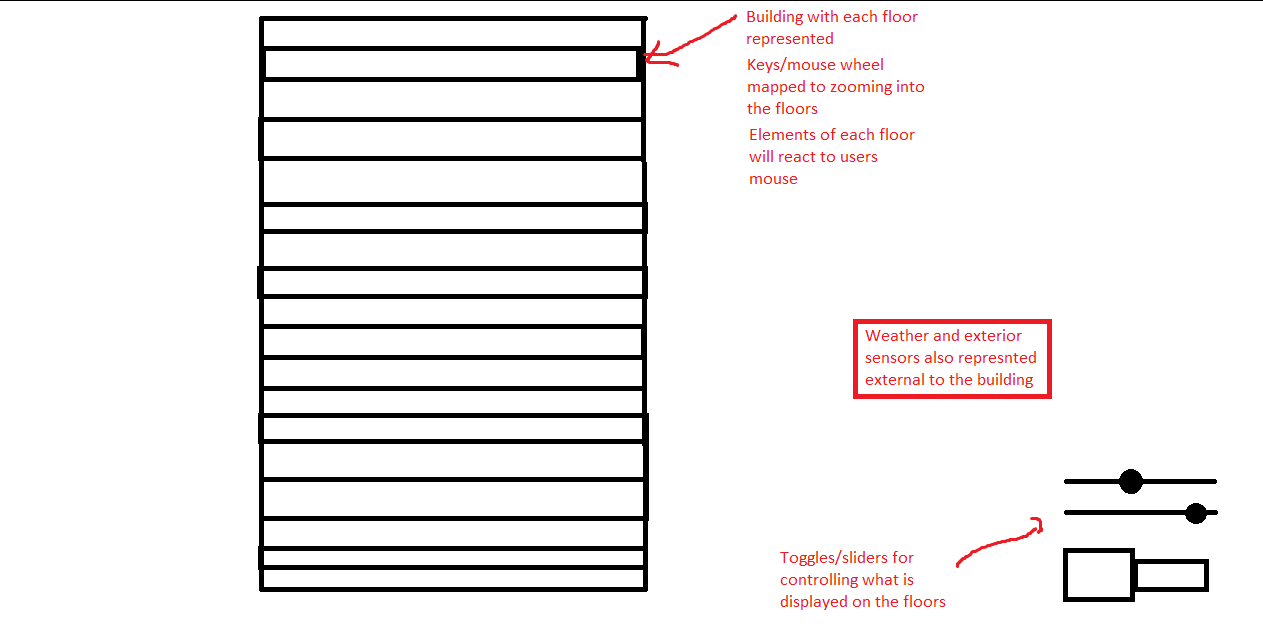 Building with each floor
represented
Keys/mouse wheel
mapped to zooming into
the floors
Elements of each floor
will react to users
mouse
Weather and exterior
sensors also represnted
external to the building
Toggles/sliders for
controlling what is
displayed on the floors